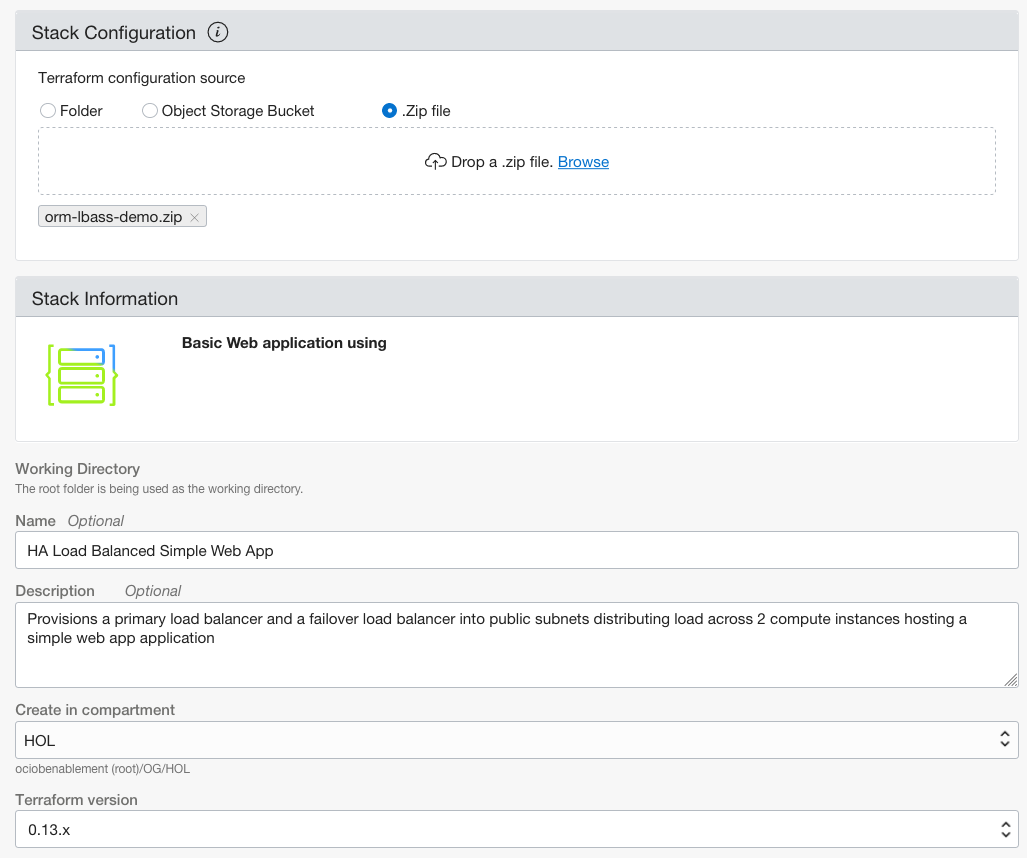 Stack Configuration i
Terraform configuration source
Folder Object Storage Bucket .Zip file
Drop a .zip file. Browse
orm-lbass-demo.zip ×
Stack Information
Basic Web application using
Working Directory
The root folder is being used as the working directory.
Name Optional
HA Load Balanced Simple Web App
Description Optional
Provisions a primary load balancer and a failover load balancer into public subnets distributing load across 2 compute instances hosting a
simple web app application
Create in compartment
HOL
ociobenablement (root)/OG/HOL
Terraform version
0.13.x